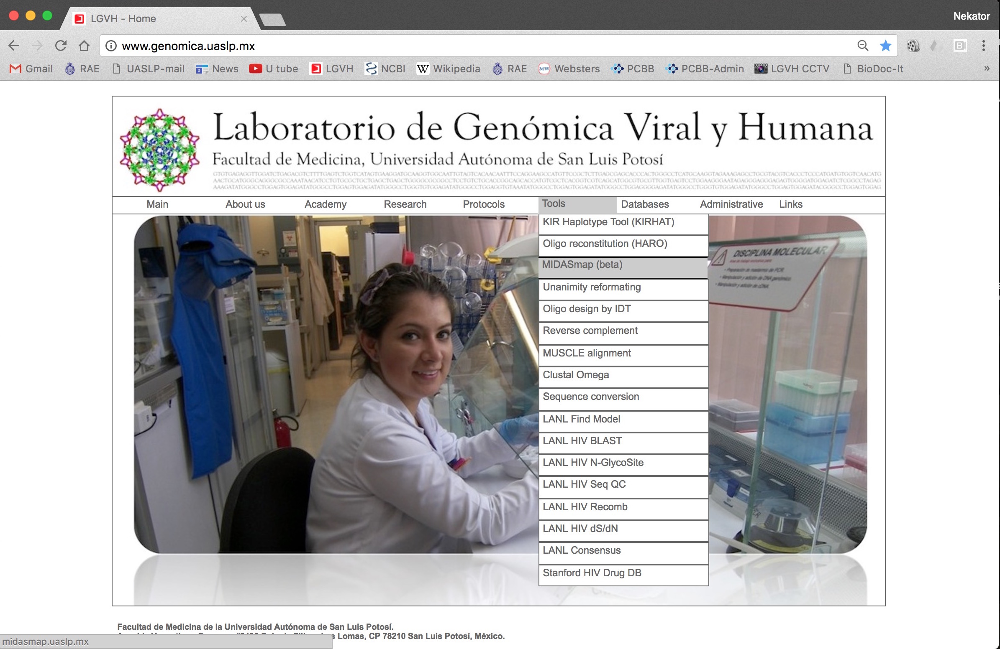 LGVH - Home
Nekator
www.genomica.uaslp.mx
Gmail RAE UASLP-mail News U tube LGVH NCBI Wikipedia RAE Websters PCBB PCBB-Admin LGVH CCTV BioDoc-It »
Laboratorio de Genómica Viral y Humana
Facultad de Medicina, Universidad Autónoma de San Luis Potosí
Main About us Academy Research Protocols Tools Databases Administrative Links
KIR Haplotype Tool (KIRHAT)
Oligo reconstitution (HARO)
MIDASmap (beta)
Unanimity reformating
Oligo design by IDT
Reverse complement
MUSCLE alignment
Clustal Omega
Sequence conversion
LANL Find Model
LANL HIV BLAST
LANL HIV N-GlycoSite
LANL HIV Seq QC
LANL HIV Recomb
LANL HIV dS/dN
LANL Consensus
Stanford HIV Drug DB
DISCIPLINA MOLECULAR
Facultad de Medicina de la Universidad Autónoma de San Luis Potosí.
Lomas, CP 78210 San Luis Potosí, México.
midasmap.uaslp.mx